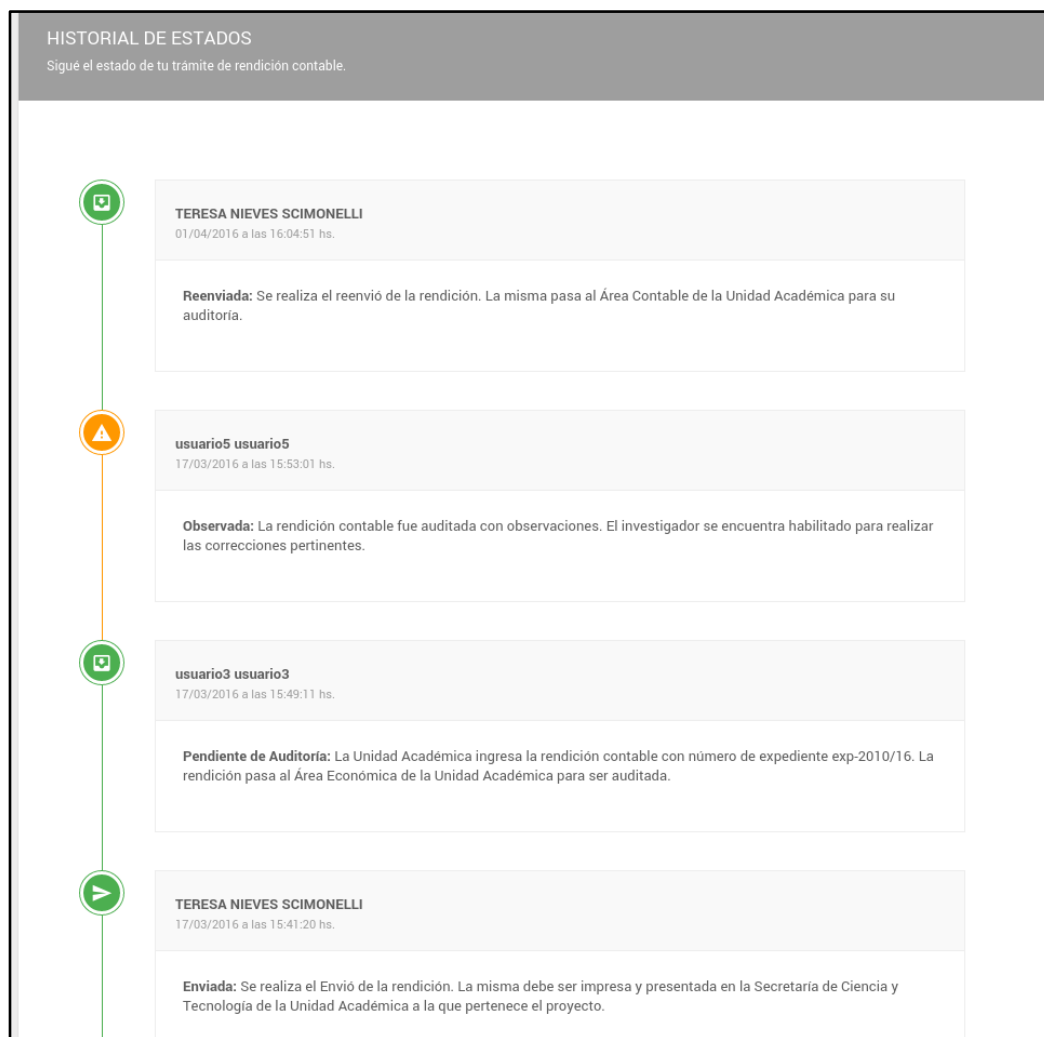 HISTORIAL DE ESTADOS
Sigué el estado de tu trámite de rendición contable.
TERESA NIEVES SCIMONELLI
01/04/2016 a las 16:04:51 hs.
Reenviada: Se realiza el reenvió de la rendición. La misma pasa al Área Contable de la Unidad Académica para su
auditoría.
usuario5 usuario5
17/03/2016 a las 15:53:01 hs.
Observada: La rendición contable fue auditada con observaciones. El investigador se encuentra habilitado para realizar
las correcciones pertinentes.
usuario3 usuario3
17/03/2016 a las 15:49:11 hs.
Pendiente de Auditoría: La Unidad Académica ingresa la rendición contable con número de expediente exp-2010/16. La
rendición pasa al Área Económica de la Unidad Académica para ser auditada.
TERESA NIEVES SCIMONELLI
17/03/2016 a las 15:41:20 hs.
Enviada: Se realiza el Envió de la rendición. La misma debe ser impresa y presentada en la Secretaría de Ciencia y
Tecnología de la Unidad Académica a la que pertenece el proyecto.